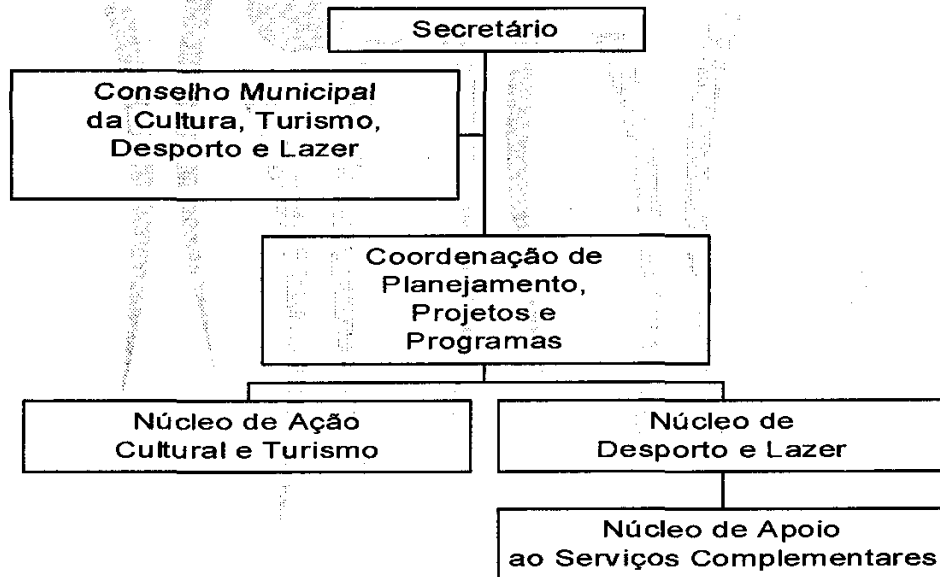 Secretário
Conselho Municipal
da Cultura, Turismo,
Desporto e Lazer
Coordenação de
Planejamento,
Projetos e
Programas
Núcleo de Ação
Cultural e Turismo
Núcleo de
Desporto e Lazer
Núcleo de Apoio
ao Serviços Complementares